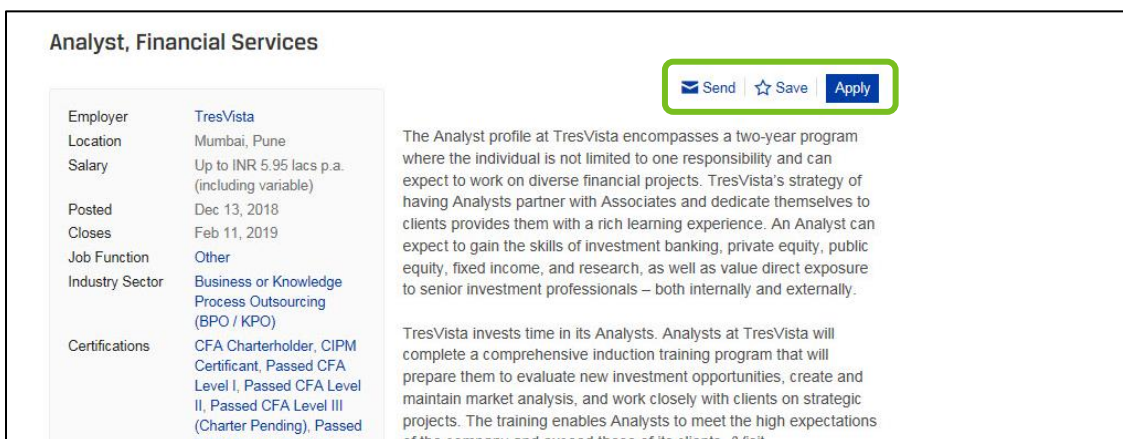 Analyst, Financial Services
Send
Save
Apply
Employer
TresVista
Location
Mumbai, Pune
Salary
Up to INR 5.95 lacs p.a.
(including variable)
Posted
Dec 13, 2018
Closes
Feb 11, 2019
Job Function
Other
Industry Sector
Business or Knowledge
Process Outsourcing
(BPO / KPO)
Certifications
CFA Charterholder, CIPM
Certificant, Passed CFA
Level I, Passed CFA Level
II, Passed CFA Level III
(Charter Pending), Passed
The Analyst profile at TresVista encompasses a two-year program
where the individual is not limited to one responsibility and can
expect to work on diverse financial projects. TresVista’s strategy of
having Analysts partner with Associates and dedicate themselves to
clients provides them with a rich learning experience. An Analyst can
expect to gain the skills of investment banking, private equity, public
equity, fixed income, and research, as well as value direct exposure
to senior investment professionals – both internally and externally.
TresVista invests time in its Analysts. Analysts at TresVista will
complete a comprehensive induction training program that will
prepare them to evaluate new investment opportunities, create and
maintain market analysis, and work closely with clients on strategic
projects. The training enables Analysts to meet the high expectations
of the company and exceed those of its clients.